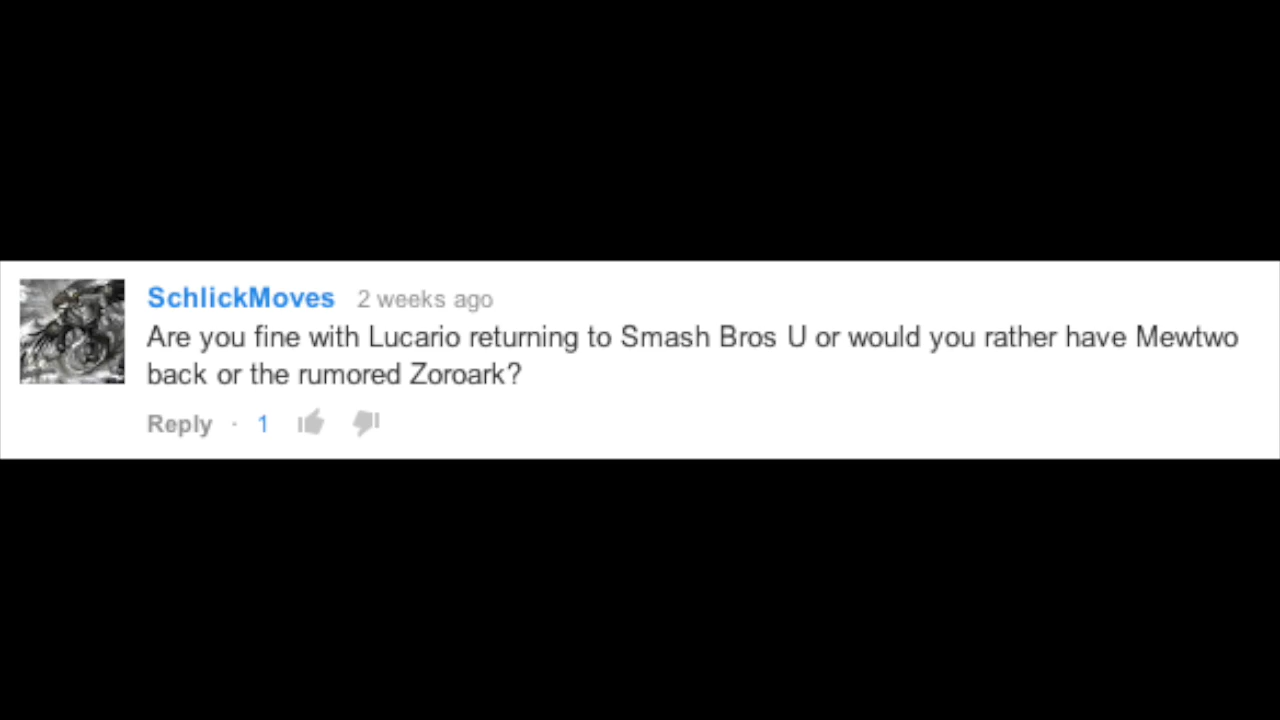 SchlickMoves 2 weeks ago
Are you fine with Lucario returning to Smash Bros U or would you rather have Mewtwo
back or the rumored Zoroark?
Reply · 1